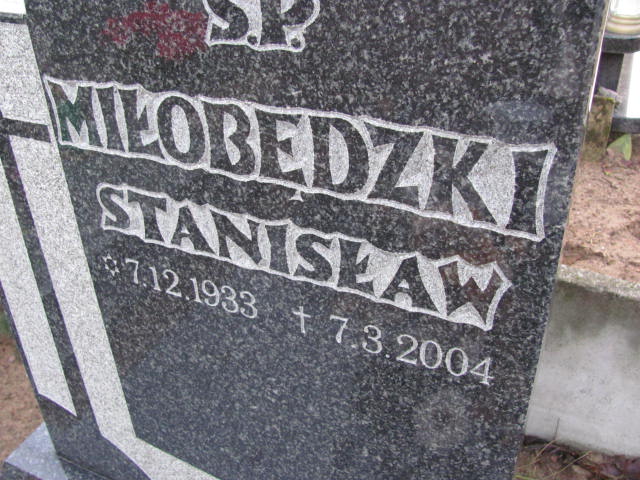 Ś.P.
MIŁOBĘDZKI
STANISŁAW
✡7.12.1933 †7.3.2004